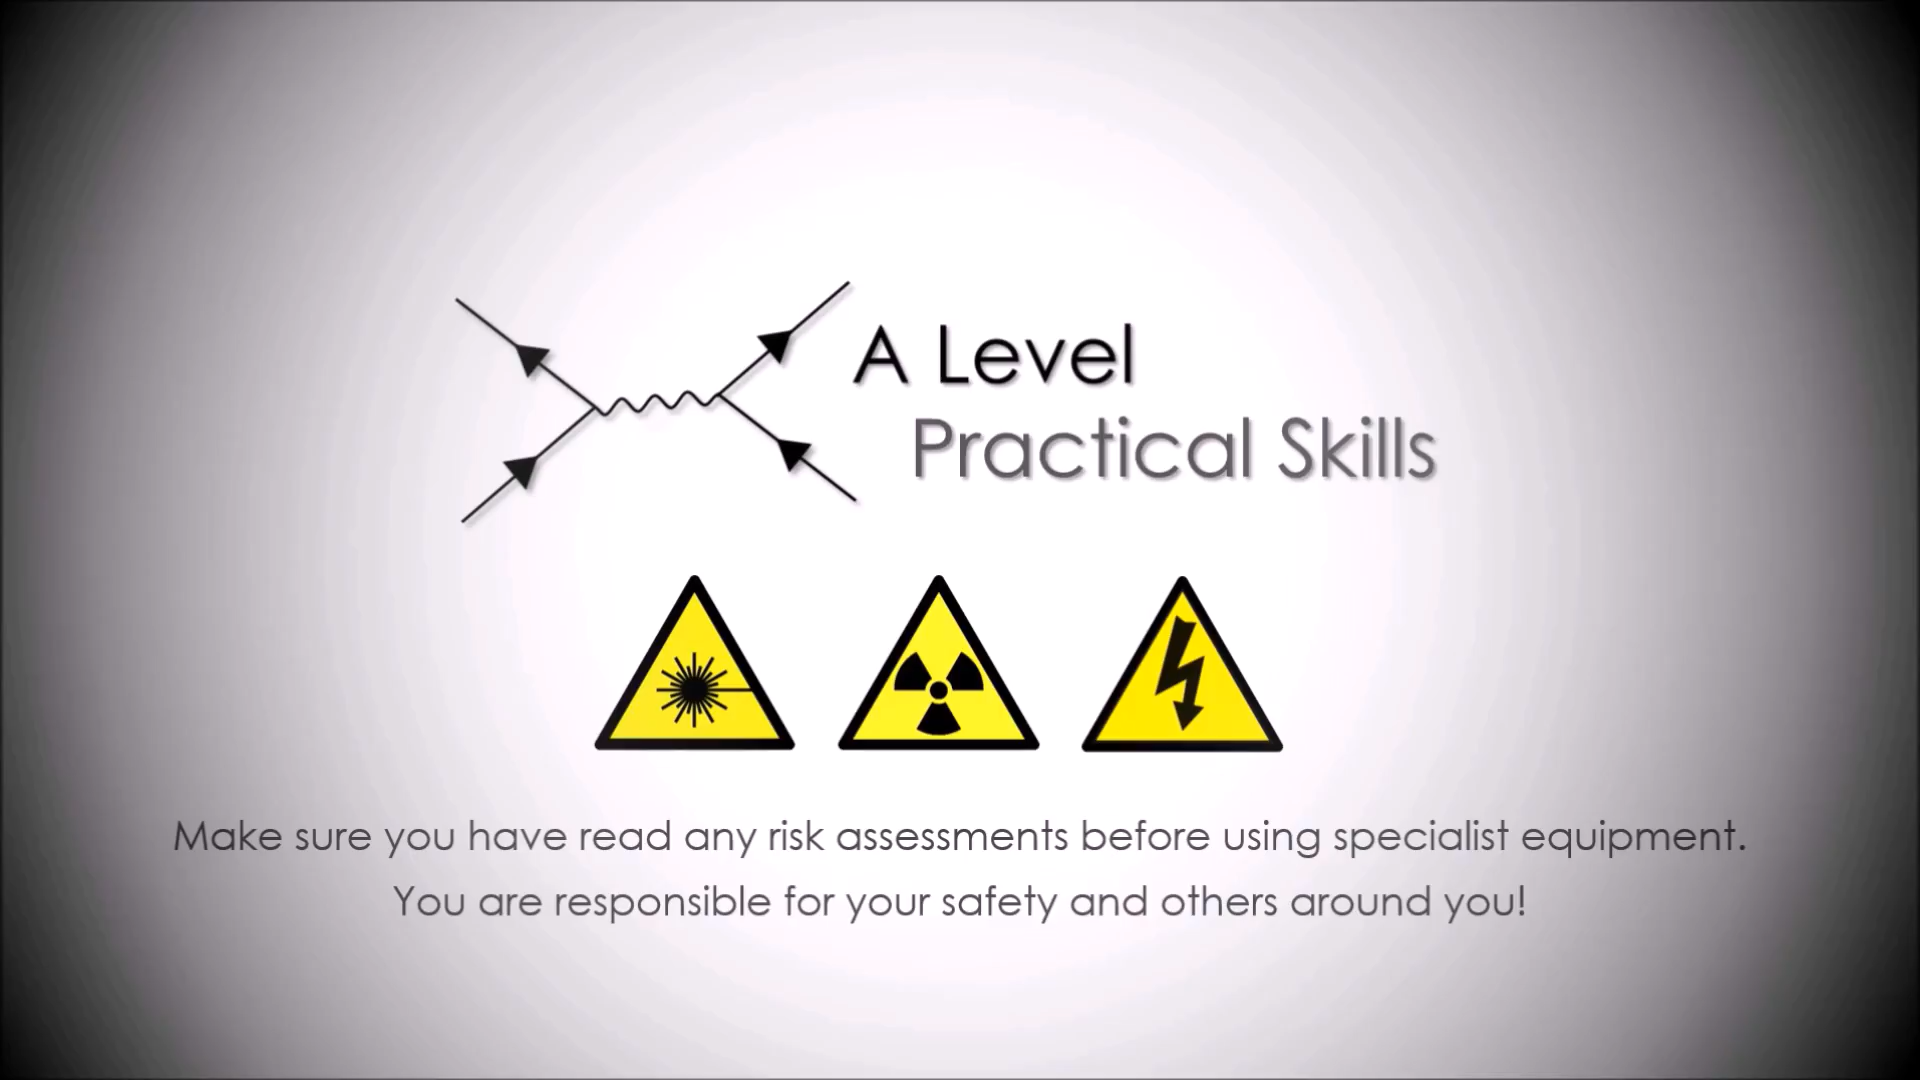 A Level
Practical Skills
Make sure you have read any risk assessments before using specialist equipment.
You are responsible for your safety and others around you!